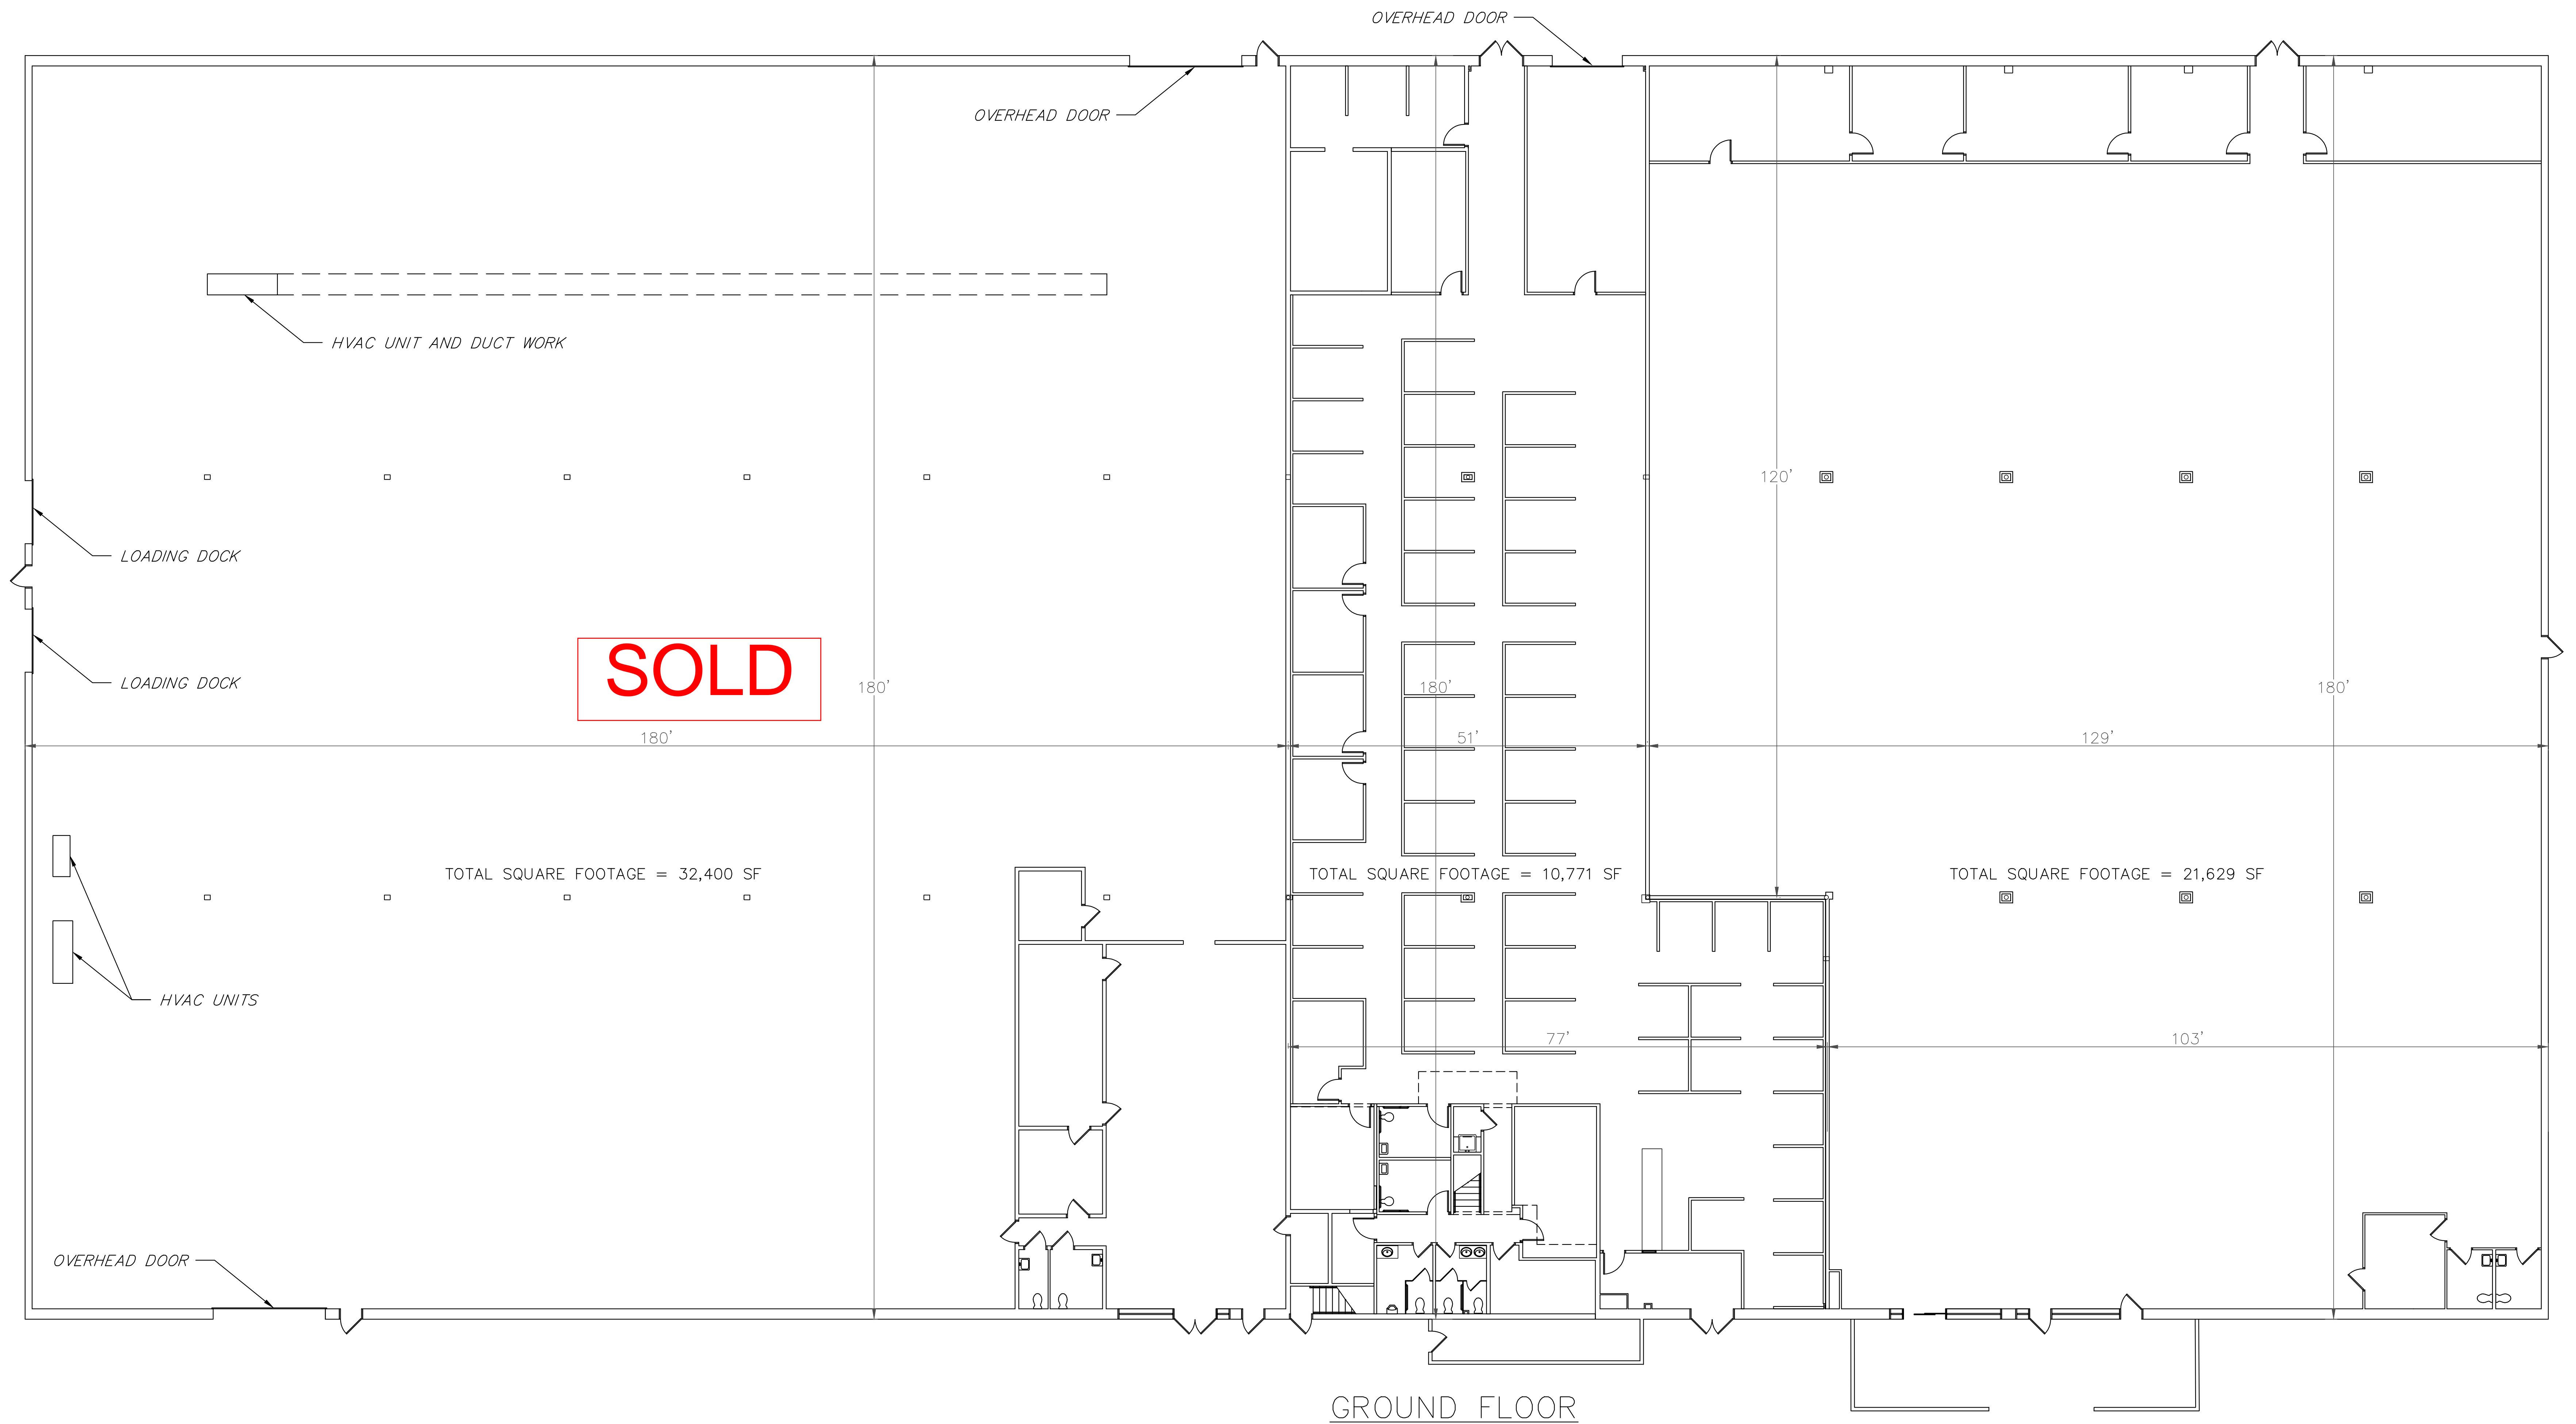 OVERHEAD DOOR
OVERHEAD DOOR
HVAC UNIT AND DUCT WORK
120'
LOADING DOCK
LOADING DOCK
SOLD
180'
180'
180'
180'
51'
129'
TOTAL SQUARE FOOTAGE = 32,400 SF
TOTAL SQUARE FOOTAGE = 10,771 SF
TOTAL SQUARE FOOTAGE = 21,629 SF
HVAC UNITS
77'
103'
OVERHEAD DOOR
GROUND FLOOR